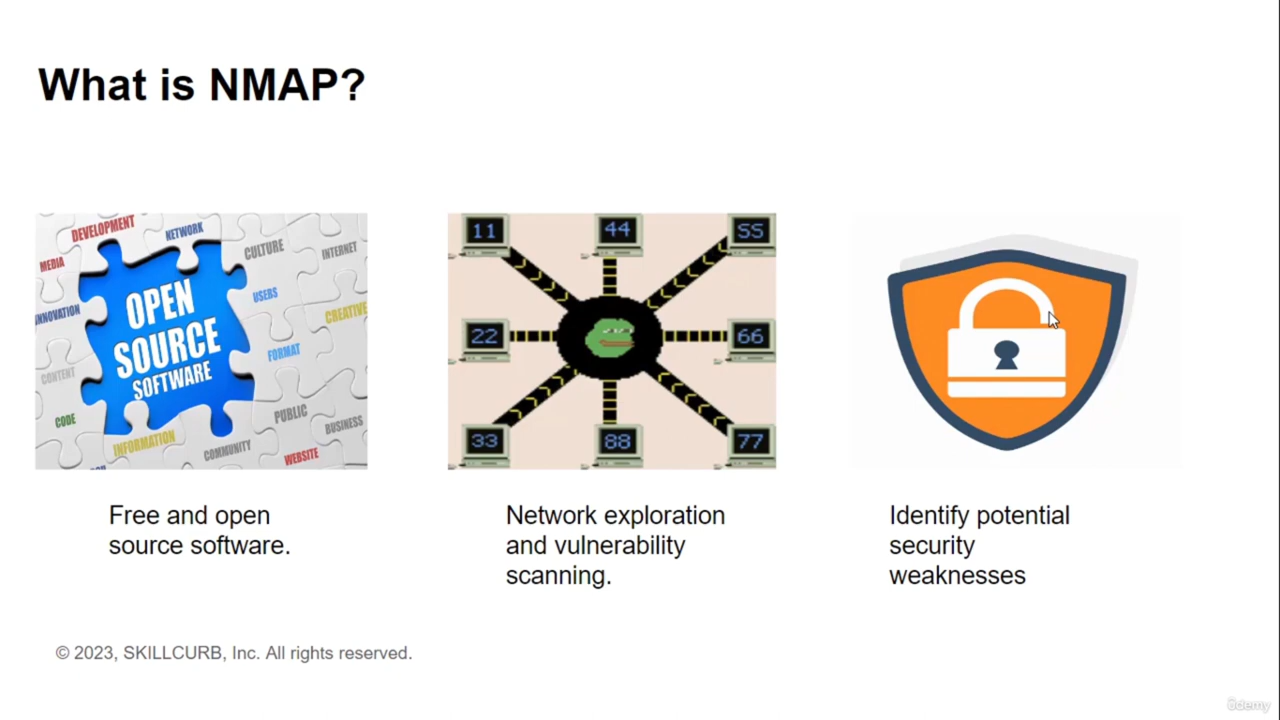 What is NMAP?
DEVELOPMENT
NETWORK
MEDIA
CULTURE
INTERNET
INNOVATION
OPEN
SOURCE
SOFTWARE
USERS
CREATIVE
FORMAT
CONTENT
CODE
PUBLIC
BUSINESS
INFORMATION
COMMUNITY
WEBSITE
11
44
55
22
66
33
88
77
Free and open
source software.
Network exploration
and vulnerability
scanning.
Identify potential
security
weaknesses
© 2023, SKILLCURB, Inc. All rights reserved.
ûdemy